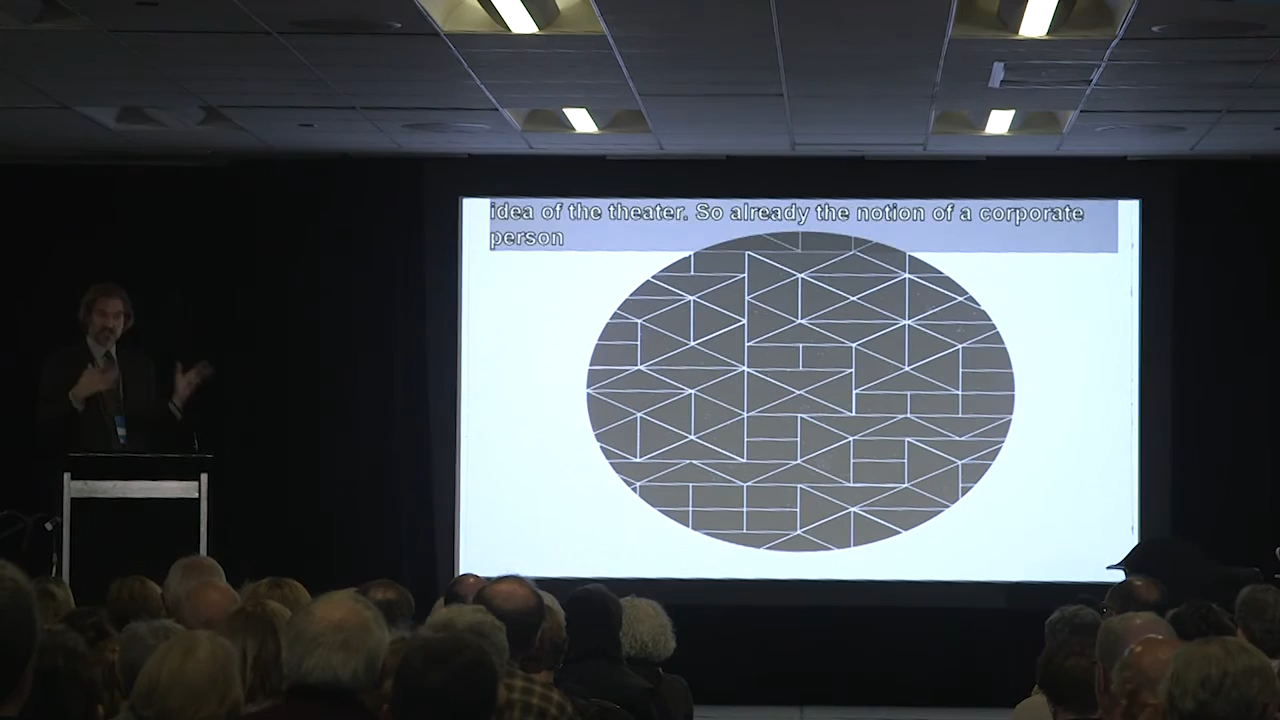 idea of the theater. So already the notion of a corporate
person